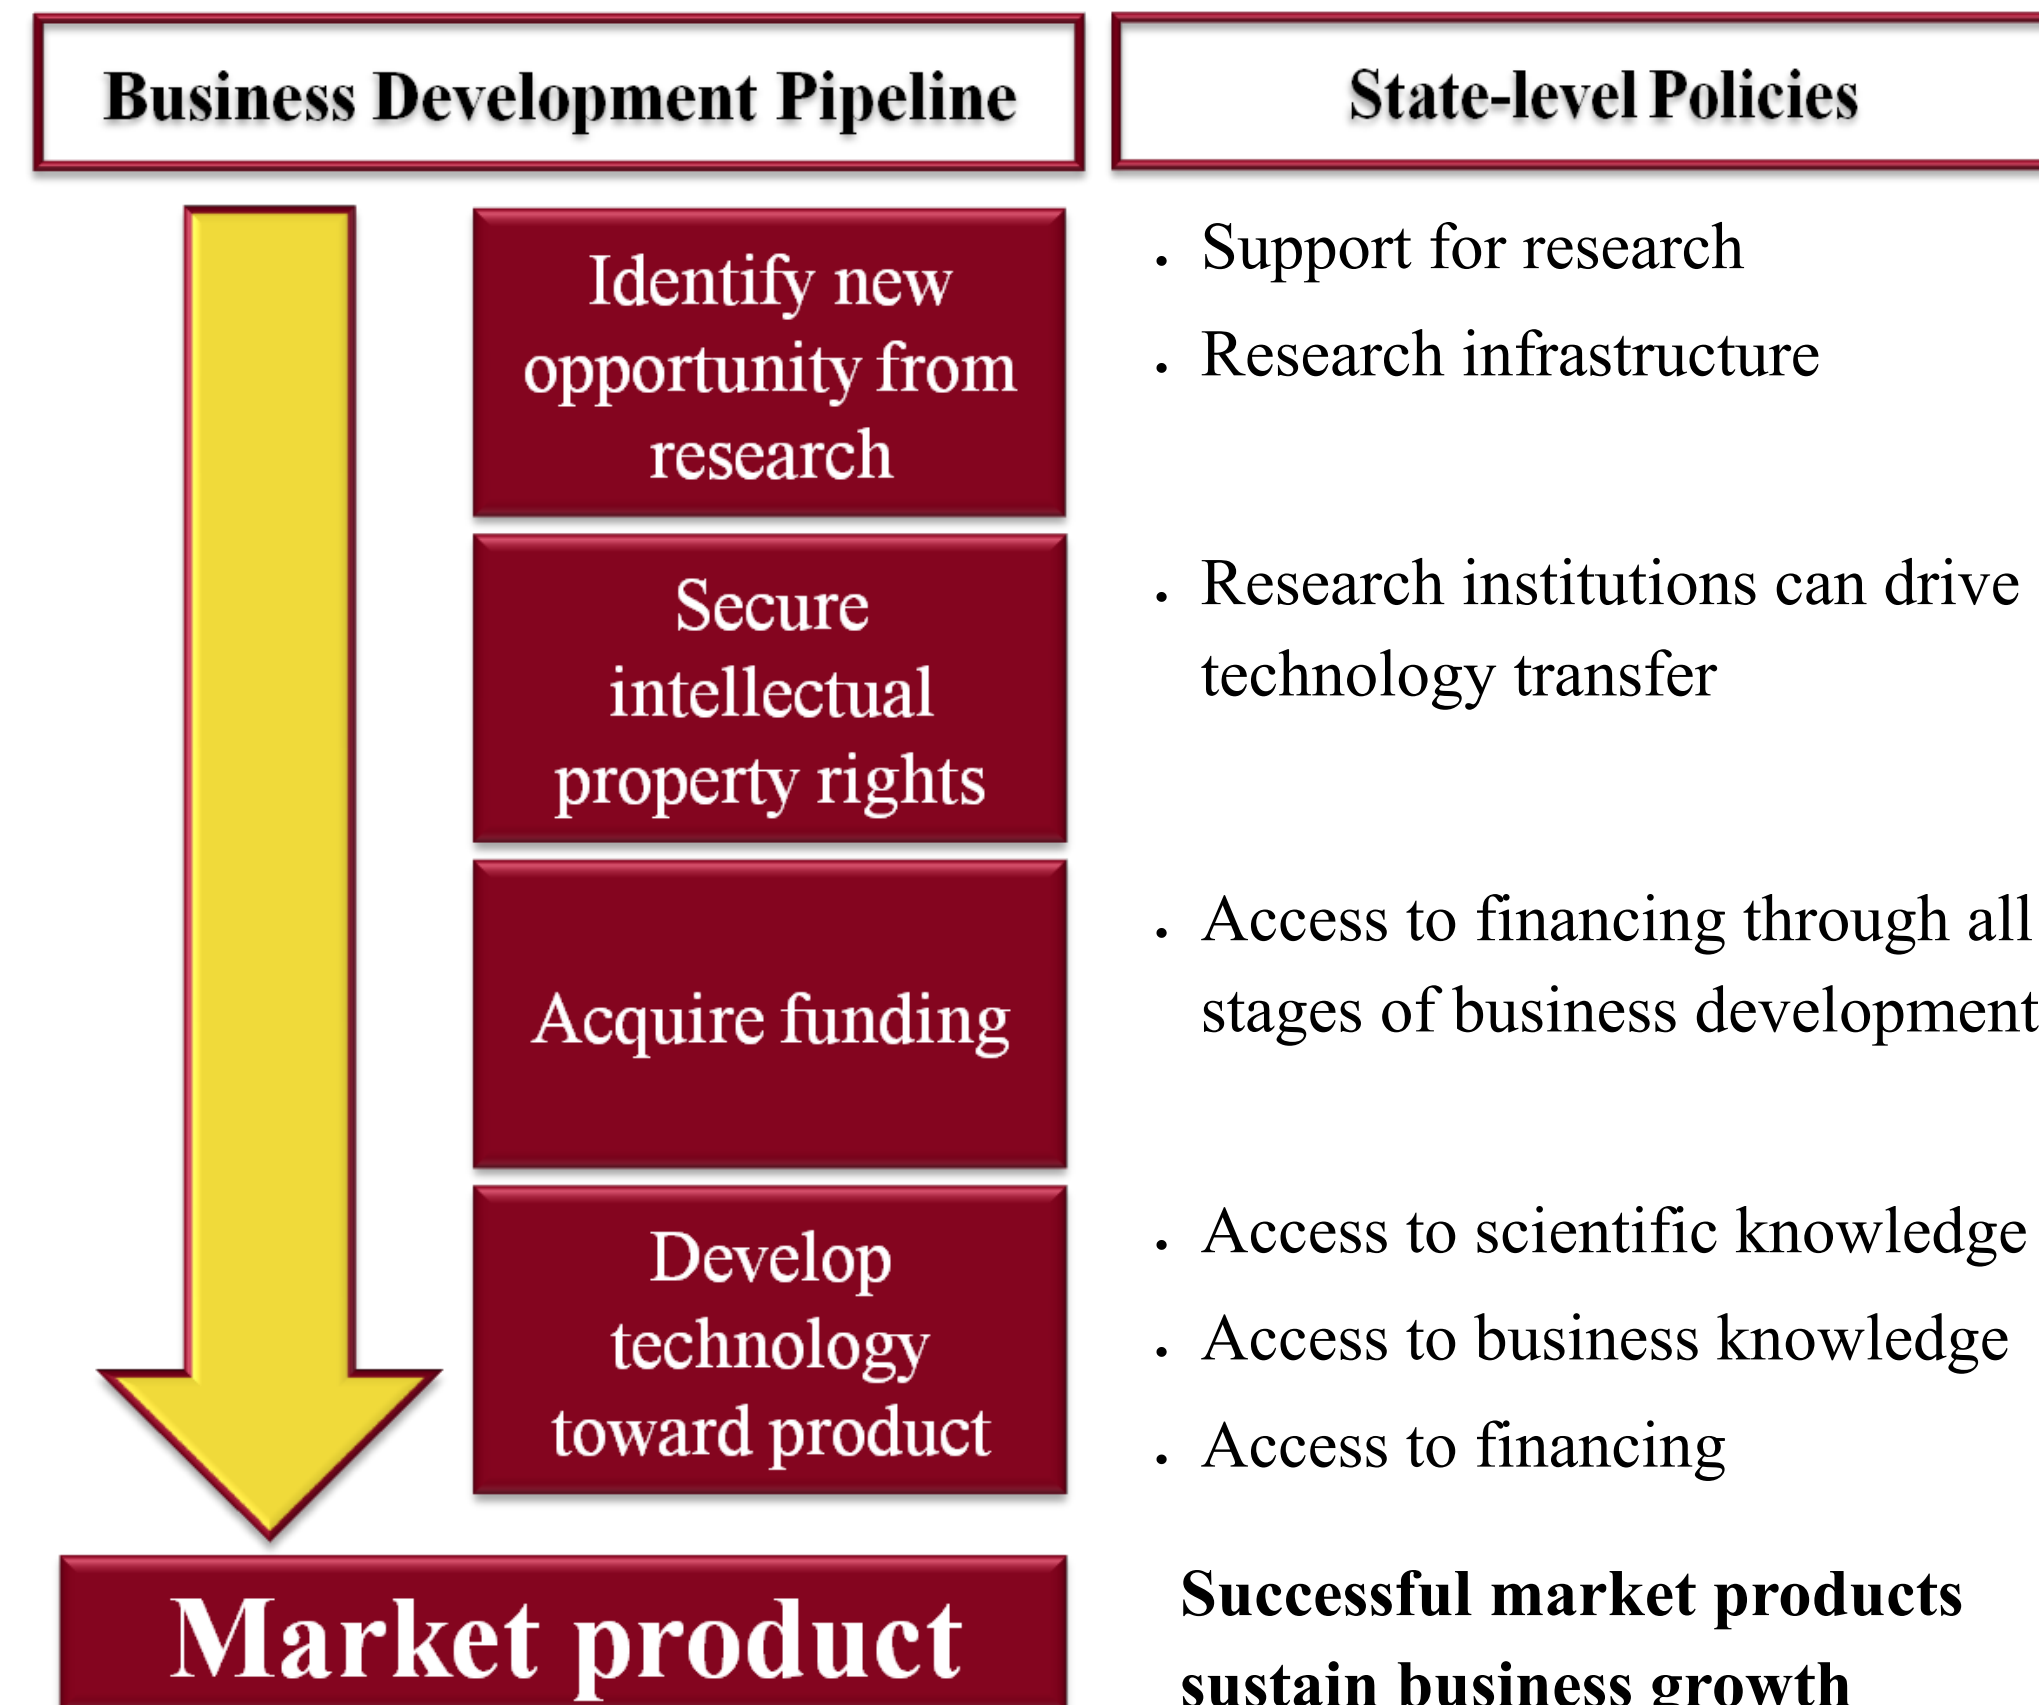 Business Development Pipeline
State-level Policies
Identify new
opportunity from
research
• Support for research
• Research infrastructure
Secure
intellectual
property rights
• Research institutions can drive
technology transfer
Acquire funding
• Access to financing through all
stages of business development
Develop
technology
toward product
• Access to scientific knowledge
• Access to business knowledge
• Access to financing
Market product
Successful market products
sustain business growth